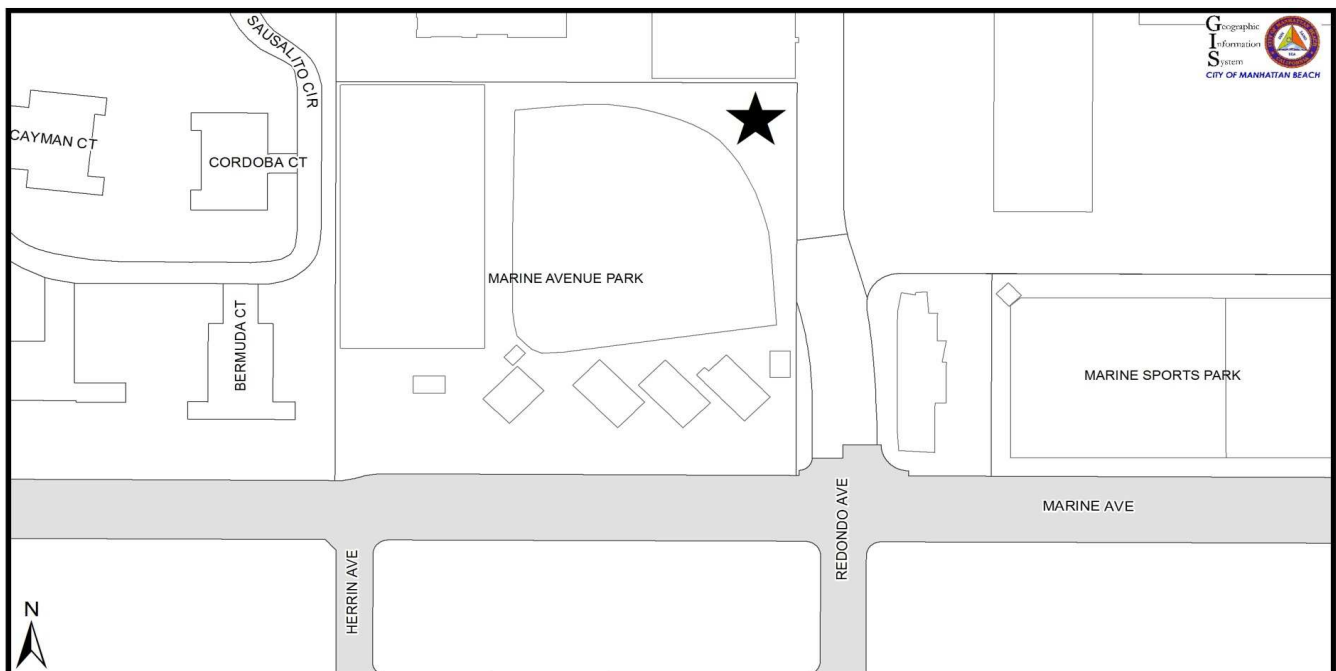 SAUSALITO CIR
Geographic
Information
System
CITY OF MANHATTAN BEACH
CAYMAN CT
CORDOBA CT
MARINE AVENUE PARK
BERMUDA CT
MARINE SPORTS PARK
MARINE AVE
HERRIN AVE
REDONDO AVE
N